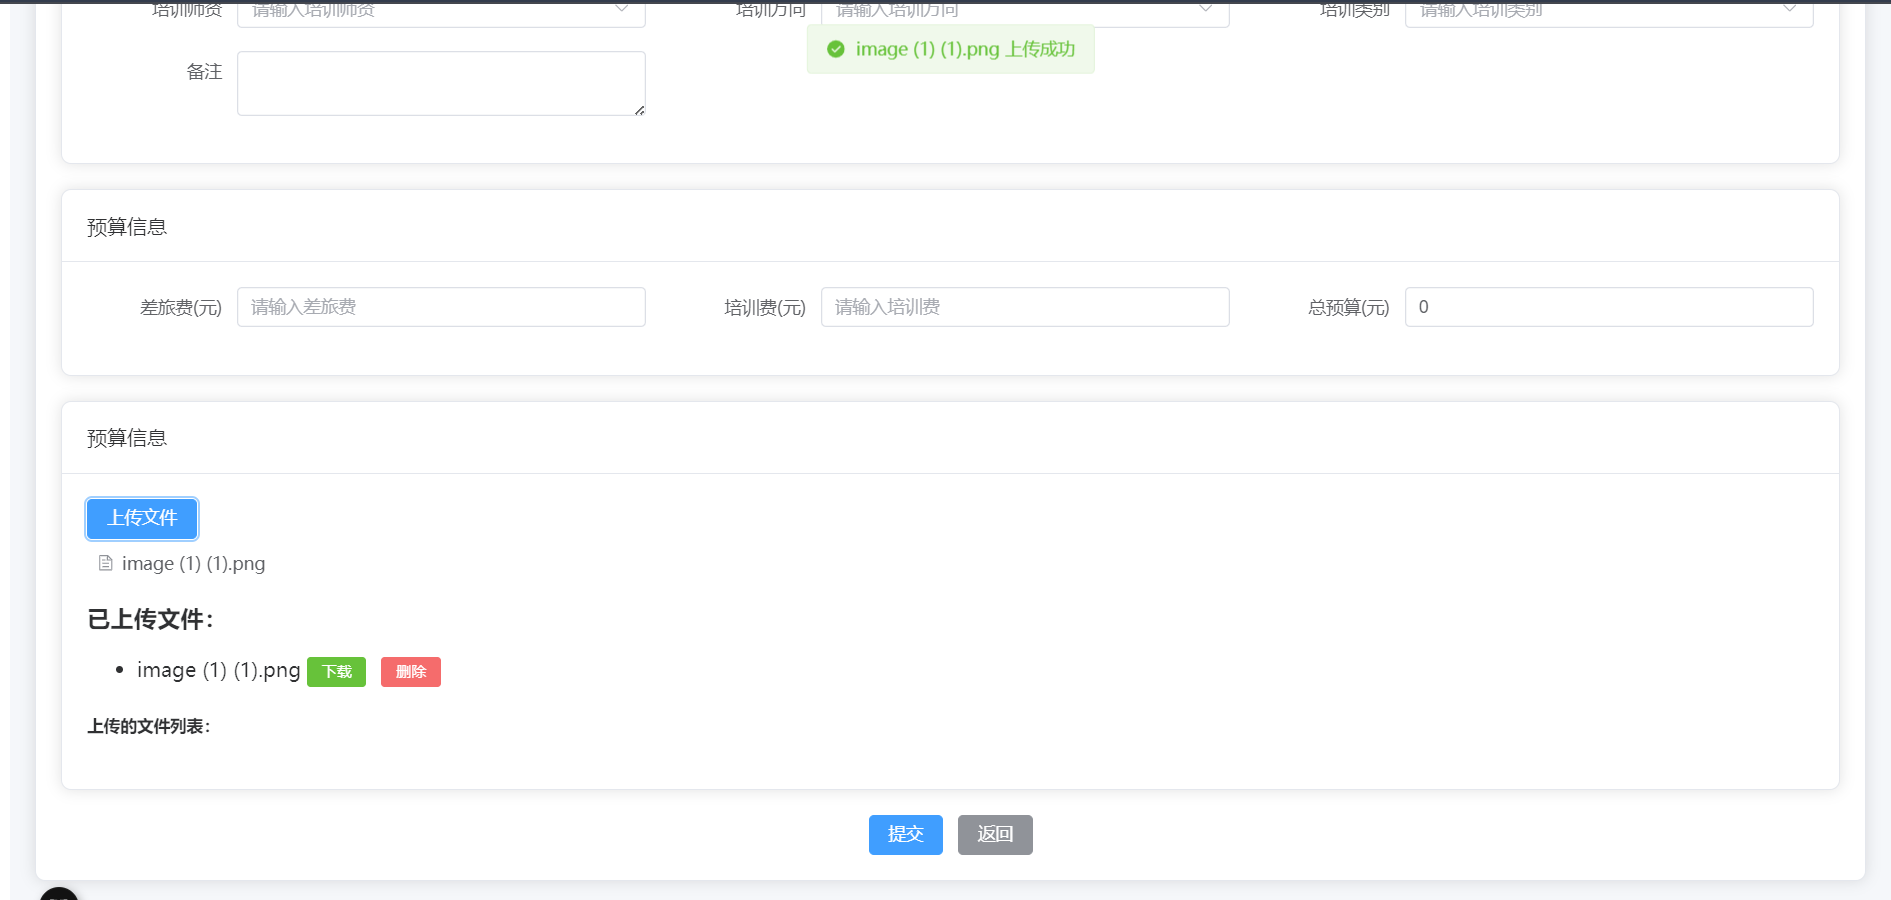 培训师资 请输入培训师资 培训方向 请输入培训方向 培训类别 请输入培训类别
image (1) (1).png 上传成功
备注
预算信息
差旅费(元) 请输入差旅费 培训费(元) 请输入培训费 总预算(元) 0
预算信息
上传文件
image (1) (1).png
已上传文件：
image (1) (1).png 下载 删除
上传的文件列表：
提交 返回